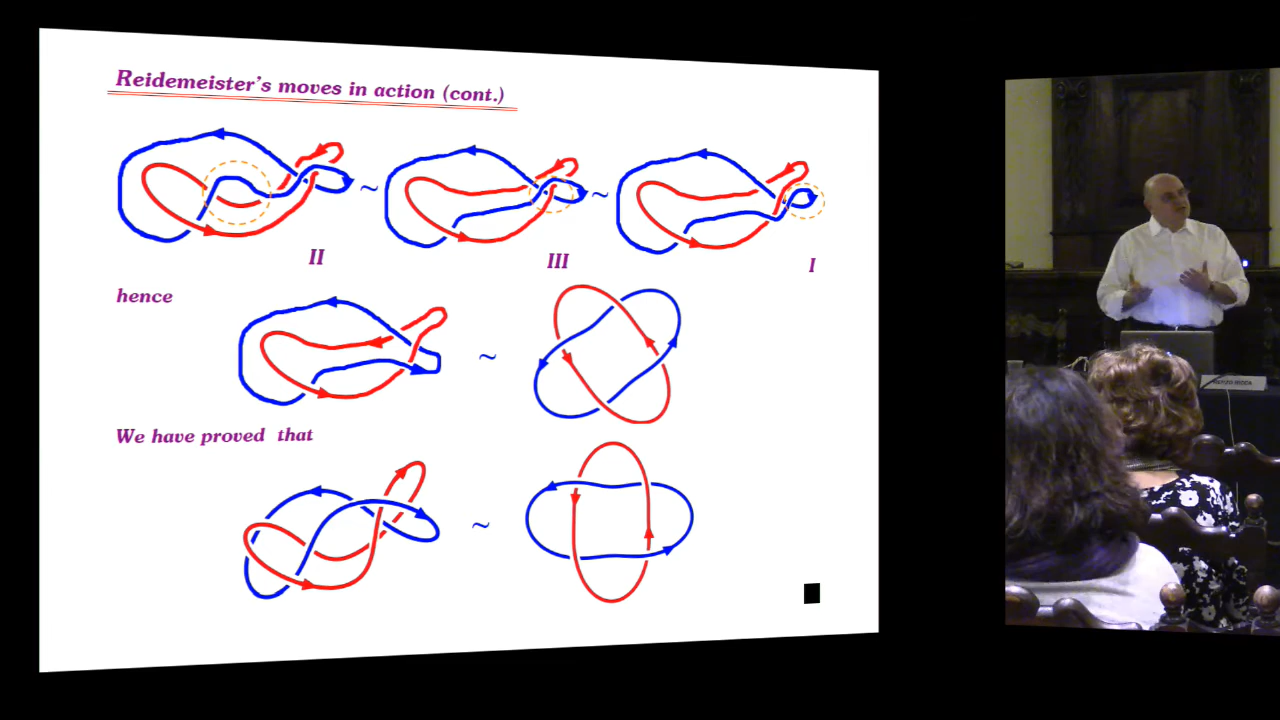 Reidemeister's moves in action (cont.)
~ ~
II III I
hence
~
We have proved that
~